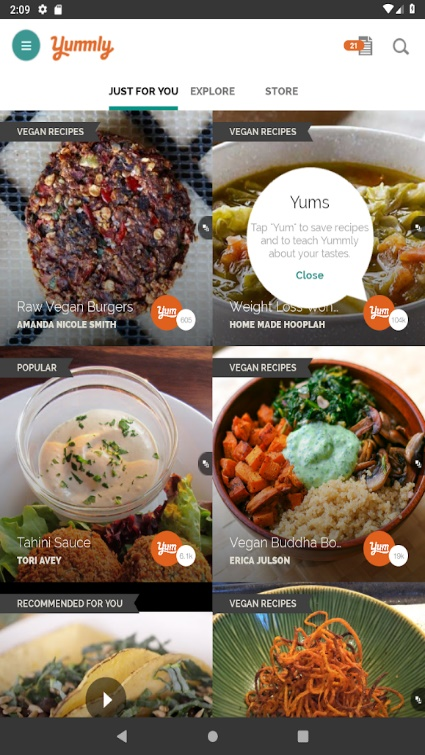 2:09
Yummly
21
JUST FOR YOU
EXPLORE
STORE
VEGAN RECIPES
Raw Vegan Burgers
AMANDA NICOLE SMITH
Yum
605
VEGAN RECIPES
Yums
Tap "Yum" to save recipes
and to teach Yummly
about your tastes.
Close
Weight Loss Won...
HOME MADE HOOPLAH
Yum
104k
POPULAR
Tahini Sauce
TORI AVEY
Yum
6.1k
VEGAN RECIPES
Vegan Buddha Bo...
ERICA JULSON
Yum
19k
RECOMMENDED FOR YOU
VEGAN RECIPES